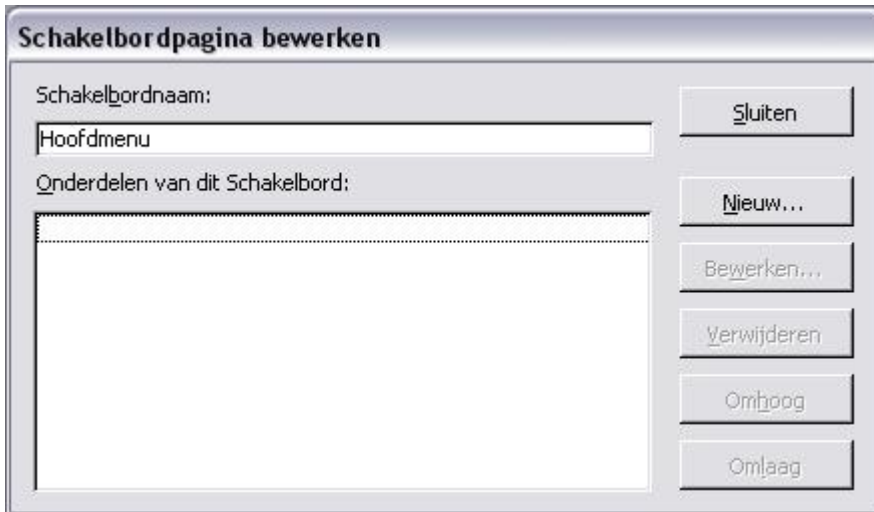 Schakelbordpagina bewerken
Schakelbordnaam:
Hoofdmenu
Onderdelen van dit Schakelbord:
Sluiten
Nieuw...
Bewerken...
Verwijderen
Omhoog
Omlaag